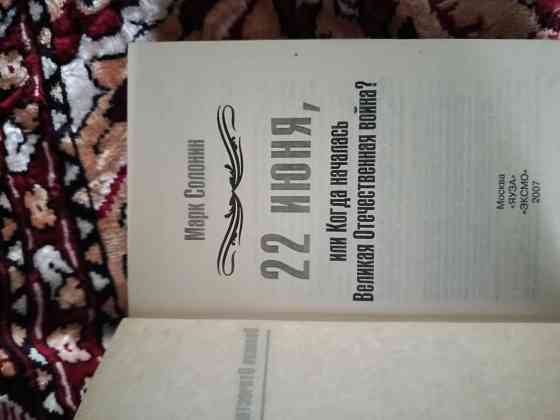 Марк Солонин
22 ИЮНЯ,
или Когда началась
Великая Отечественная война?
Москва
«ЯУЗА»
«ЭКСМО»
2007